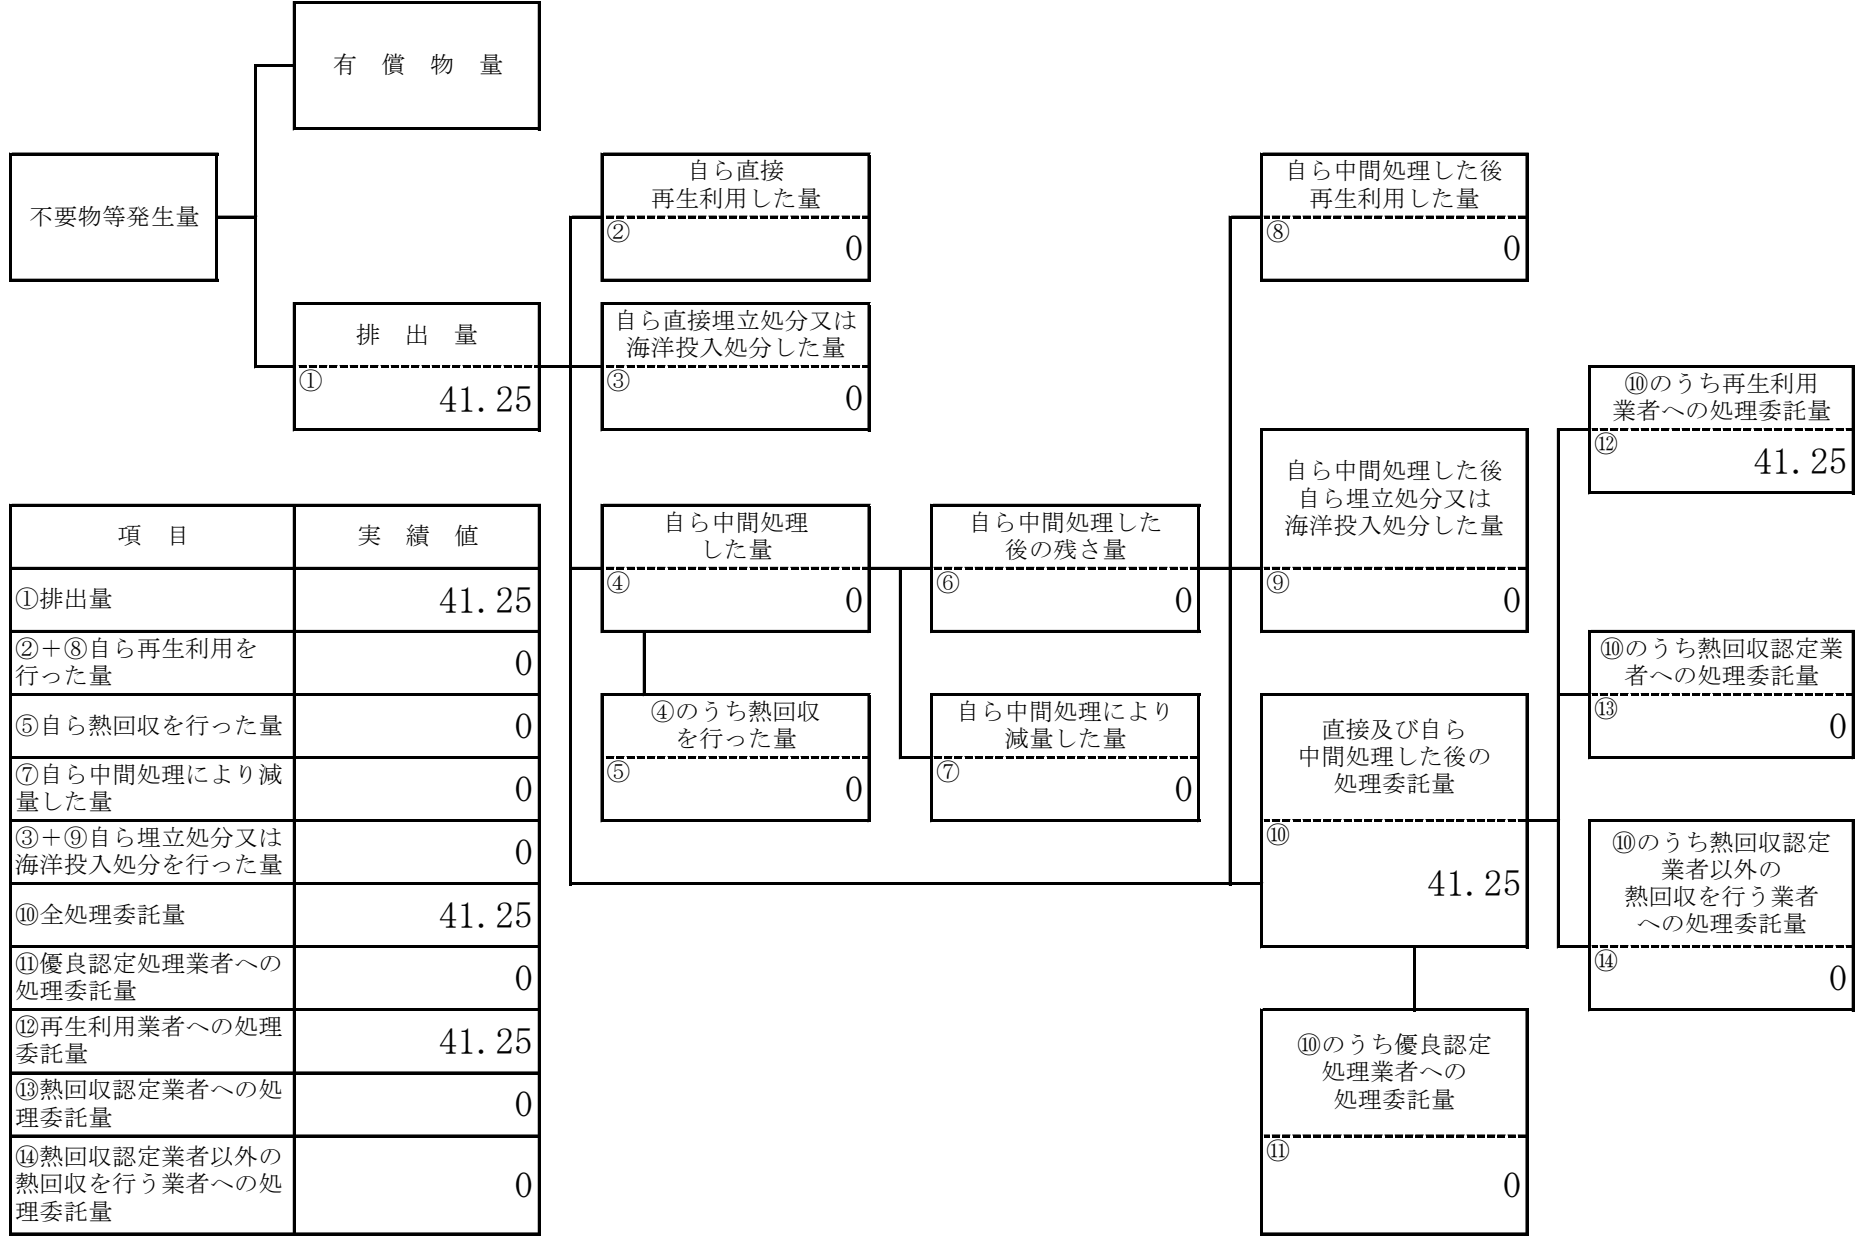 有　償　物　量
不要物等発生量
排　出　量
①
41.25
自ら直接
再生利用した量
②
0
自ら直接埋立処分又は
海洋投入処分した量
③
0
自ら中間処理
した量
④
0
④のうち熱回収
を行った量
⑤
0
自ら中間処理した
後の残さ量
⑥
0
自ら中間処理により
減量した量
⑦
0
自ら中間処理した後
再生利用した量
⑧
0
自ら中間処理した後
自ら埋立処分又は
海洋投入処分した量
⑨
0
直接及び自ら
中間処理した後の
処理委託量
⑩
41.25
⑩のうち優良認定
処理業者への
処理委託量
⑪
0
⑩のうち再生利用
業者への処理委託量
⑫
41.25
⑩のうち熱回収認定業
者への処理委託量
⑬
0
⑩のうち熱回収認定
業者以外の
熱回収を行う業者
への処理委託量
⑭
0
項　目
実　績　値
①排出量
41.25
②＋⑧自ら再生利用を
行った量
0
⑤自ら熱回収を行った量
0
⑦自ら中間処理により減
量した量
0
③＋⑨自ら埋立処分又は
海洋投入処分を行った量
0
⑩全処理委託量
41.25
⑪優良認定処理業者への
処理委託量
0
⑫再生利用業者への処理
委託量
41.25
⑬熱回収認定業者への処
理委託量
0
⑭熱回収認定業者以外の
熱回収を行う業者への処
理委託量
0